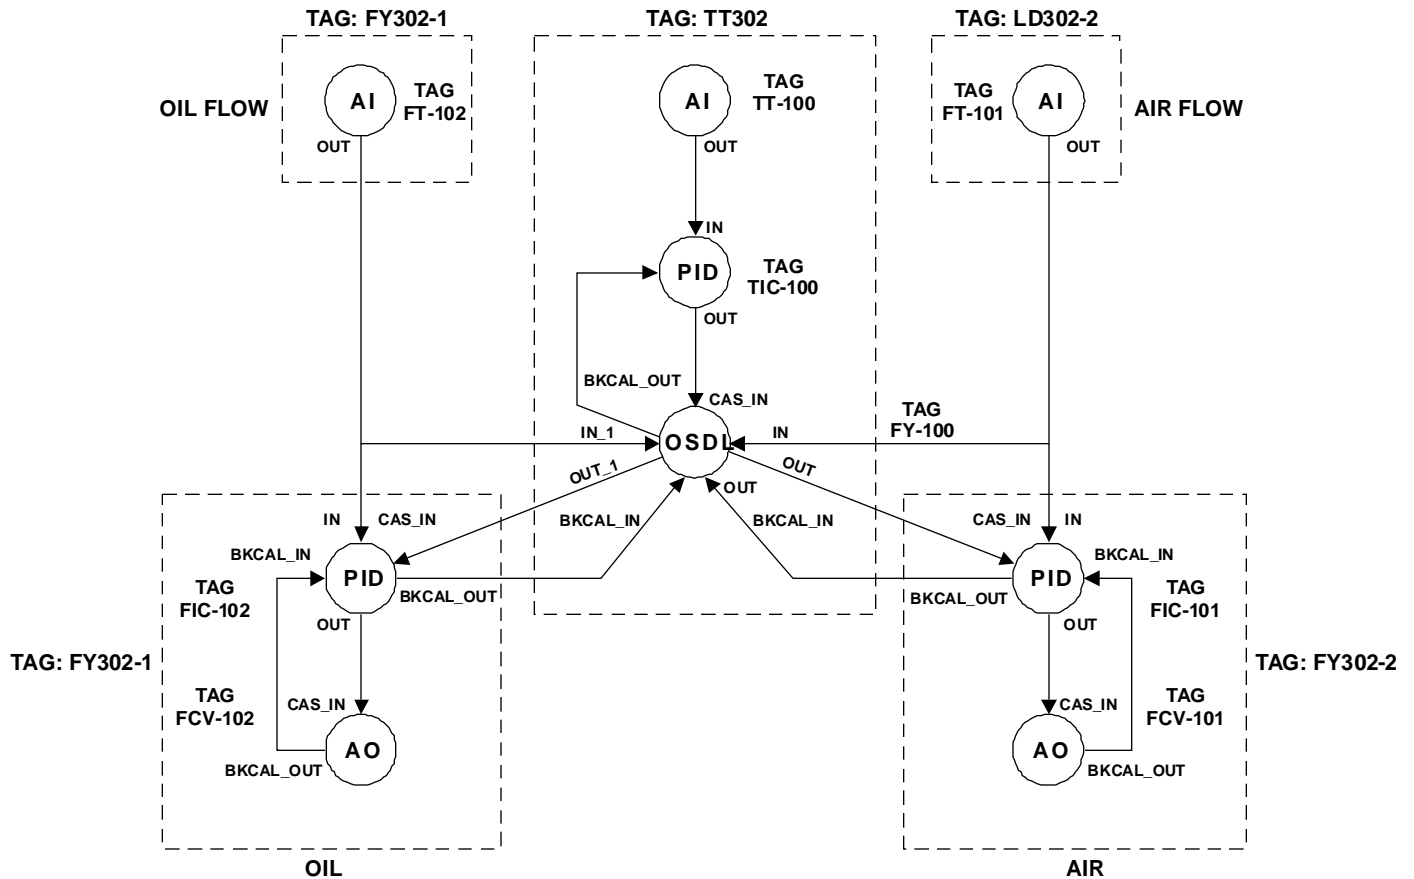 TAG: FY302-1
TAG: TT302
TAG: LD302-2
OIL FLOW
AI
TAG
FT-102
OUT
AI
TAG
TT-100
OUT
TAG
FT-101
AI
OUT
AIR FLOW
IN
PID
TAG
TIC-100
OUT
BKCAL_OUT
CAS_IN
TAG
FY-100
IN_1
OSDL
IN
OUT_1
OUT
OUT
BKCAL_IN
BKCAL_IN
IN
CAS_IN
BKCAL_IN
PID
TAG
FIC-102
BKCAL_OUT
OUT
TAG: FY302-1
TAG
FCV-102
CAS_IN
AO
BKCAL_OUT
OIL
CAS_IN
IN
BKCAL_IN
PID
TAG
FIC-101
BKCAL_OUT
OUT
TAG: FY302-2
CAS_IN
TAG
FCV-101
AO
BKCAL_OUT
AIR